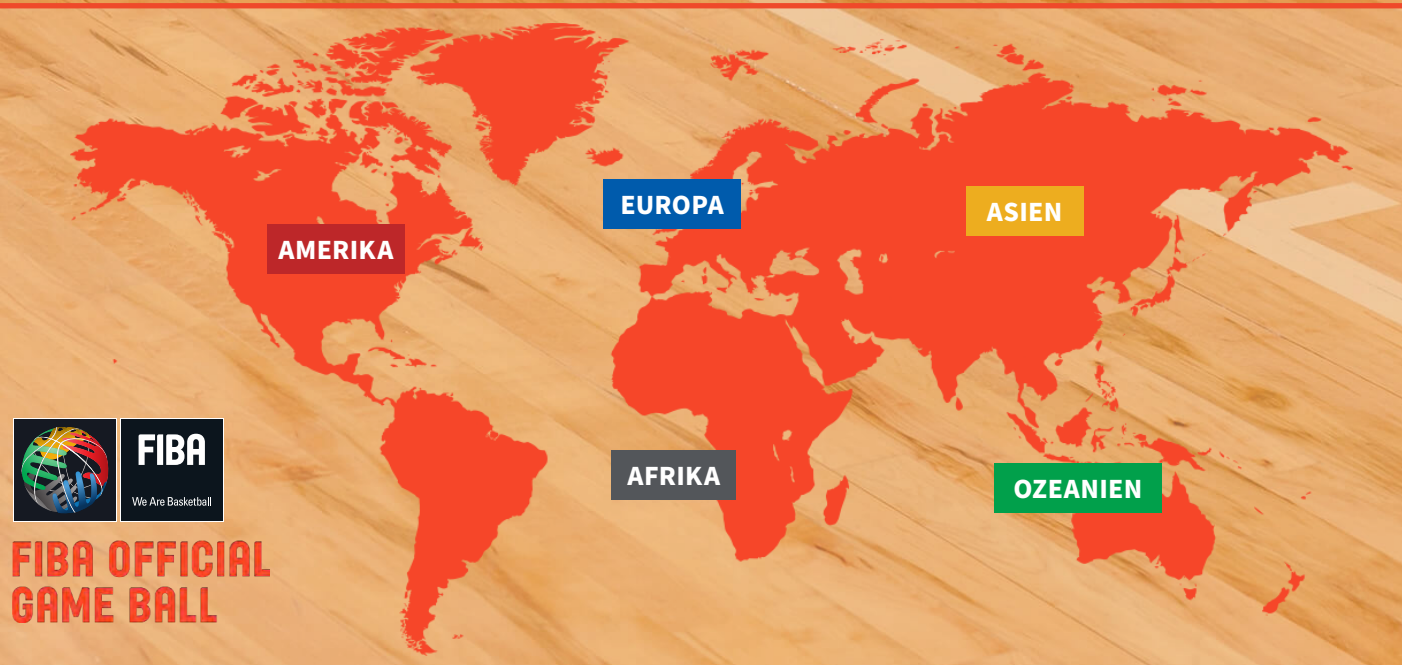 EUROPA
ASIEN
AMERIKA
AFRIKA
OZEANIEN
FIBA
We Are Basketball
FIBA OFFICIAL
GAME BALL